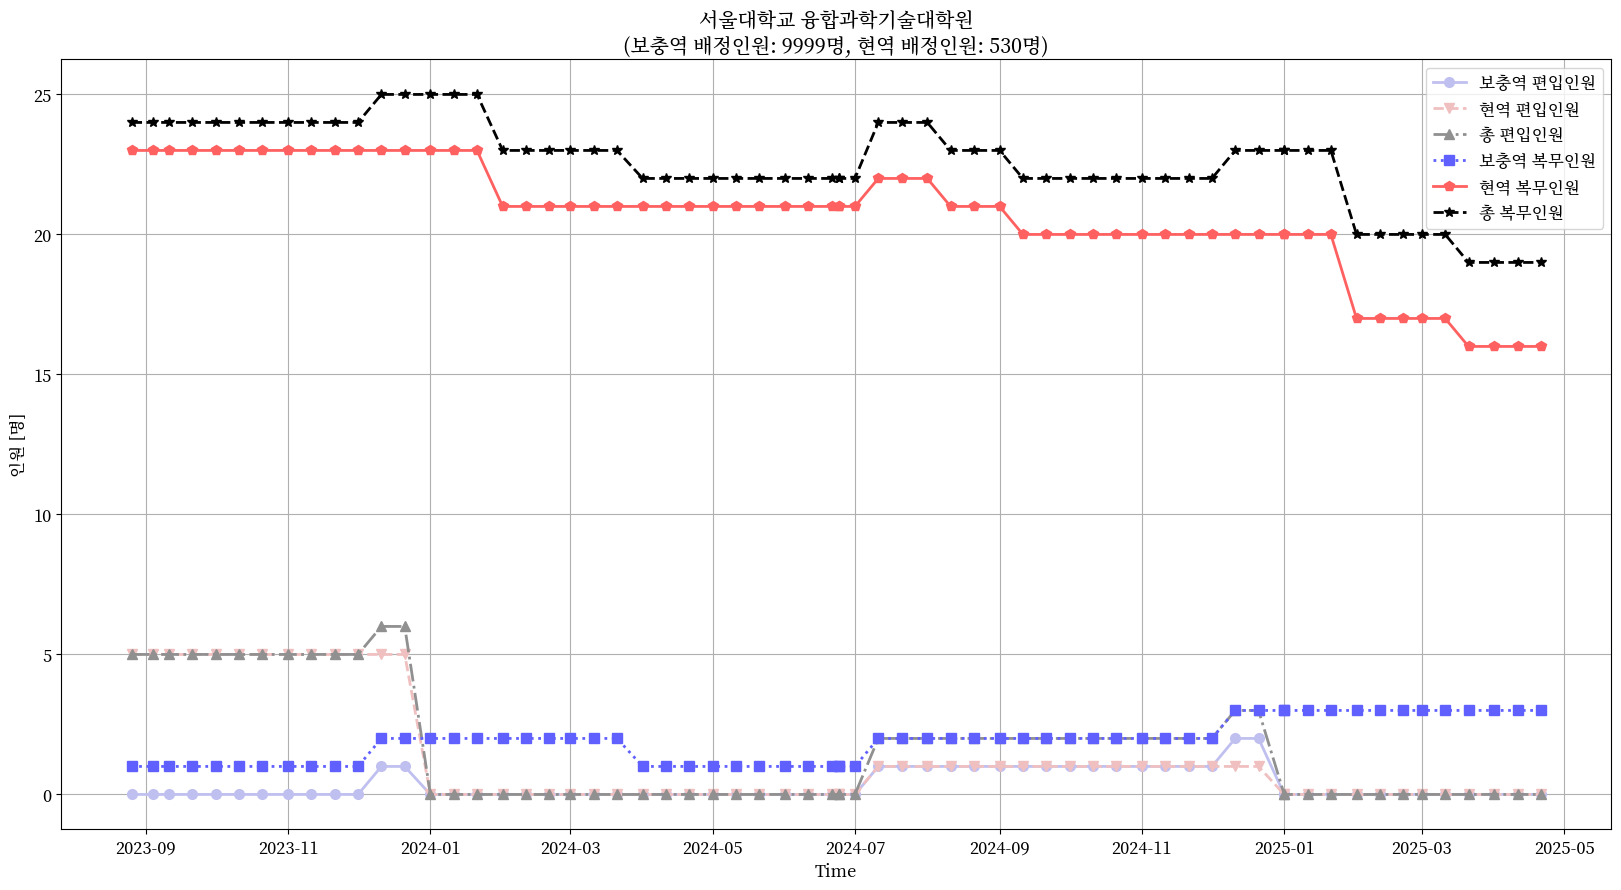 서울대학교 융합과학기술대학원
(보충역 배정인원: 9999명, 현역 배정인원: 530명)
보충역 편입인원
현역 편입인원
총 편입인원
보충역 복무인원
현역 복무인원
총 복무인원
인원 [명]
25
20
15
10
5
0
2023-09 2023-11 2024-01 2024-03 2024-05 2024-07 2024-09 2024-11 2025-01 2025-03 2025-05
Time